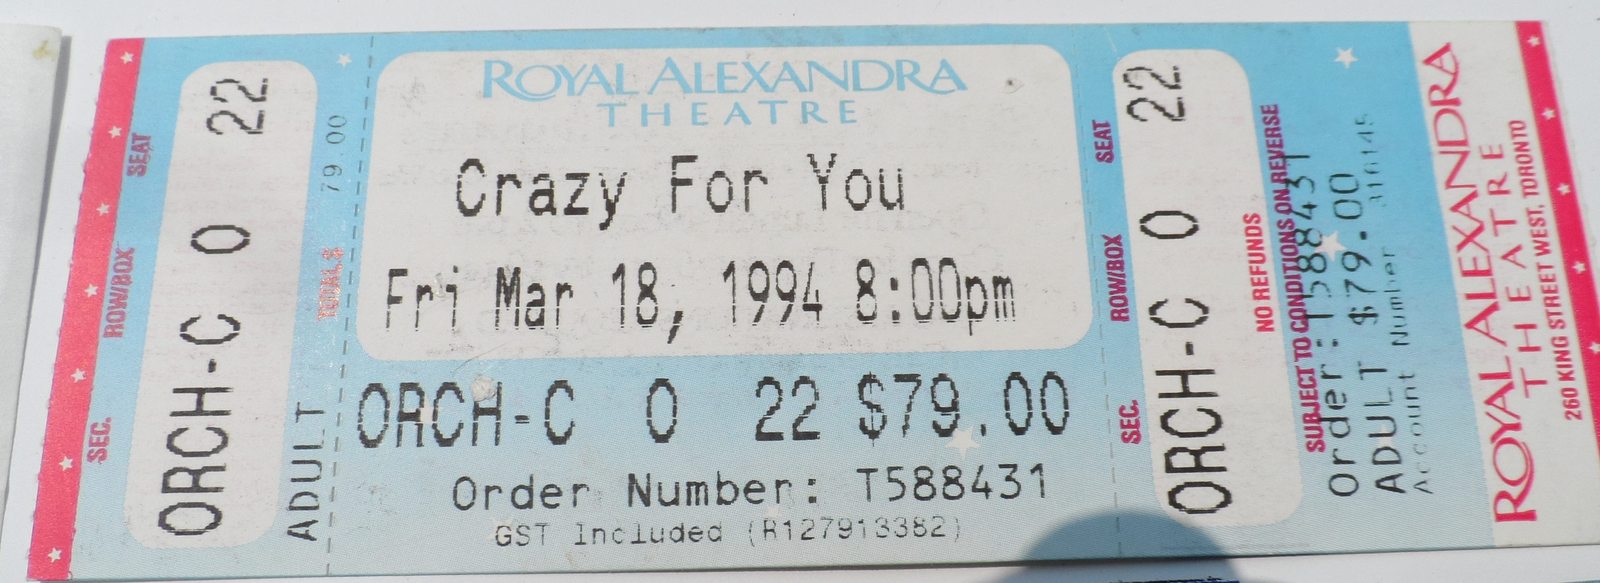 SEAT
ROW/BOX
SEC.
22
O
ORCH-C
TOTALS 79.00
ADULT
ROYAL ALEXANDRA
THEATRE
Crazy For You
Fri Mar 18, 1994 8:00pm
ORCH-C O 22 $79.00
Order Number: T588431
GST Included (R127913382)
SEAT
ROW/BOX
SEC.
22
O
ORCH-C
NO REFUNDS
SUBJECT TO CONDITIONS ON REVERSE
Order: T588431
ADULT $79.00
Account Number
ROYAL ALEXANDRA
THEATRE
260 KING STREET WEST, TORONTO